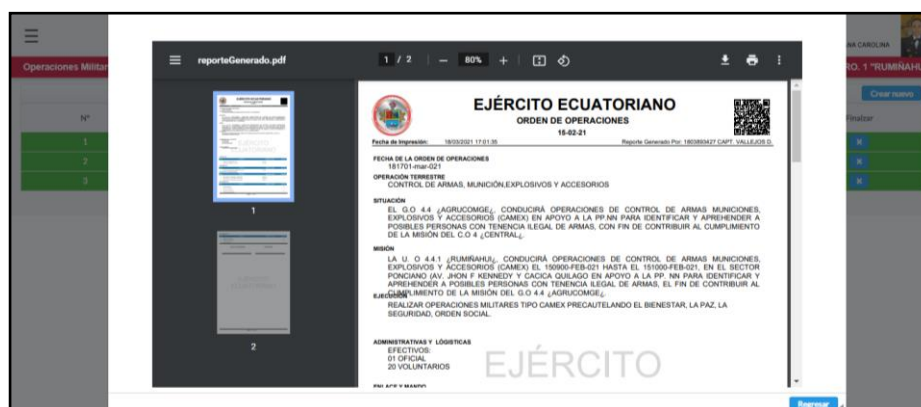 NA CAROLINA
Operaciones Militar
RO. 1 "RUMIÑAHU
reporteGenerado.pdf
1 / 2
80%
Crear nuevo
N°
Finalizar
1
2
3
1
2
EJÉRCITO ECUATORIANO
ORDEN DE OPERACIONES
15-02-21
Fecha de Impresión: 18/03/2021 17:01:35 Reporte Generado Por: 1803893427 CAPT. VALLEJOS D.
FECHA DE LA ORDEN DE OPERACIONES
181701-mar-021
OPERACIÓN TERRESTRE
CONTROL DE ARMAS, MUNICIÓN,EXPLOSIVOS Y ACCESORIOS
SITUACIÓN
EL G.O 4.4 ¿AGRUCOMGE¿, CONDUCIRÁ OPERACIONES DE CONTROL DE ARMAS MUNICIONES,
EXPLOSIVOS Y ACCESORIOS (CAMEX) EN APOYO A LA PP.NN PARA IDENTIFICAR Y APREHENDER A
POSIBLES PERSONAS CON TENENCIA ILEGAL DE ARMAS, CON FIN DE CONTRIBUIR AL CUMPLIMIENTO
DE LA MISIÓN DEL C.O 4 ¿CENTRAL¿.
MISIÓN
LA U. O 4.4.1 ¿RUMIÑAHUI¿, CONDUCIRÁ OPERACIONES DE CONTROL DE ARMAS MUNICIONES,
EXPLOSIVOS Y ACCESORIOS (CAMEX) EL 150900-FEB-021 HASTA EL 151000-FEB-021, EN EL SECTOR
PONCIANO (AV. JHON F KENNEDY Y CACICA QUILAGO EN APOYO A LA PP. NN PARA IDENTIFICAR Y
APREHENDER A POSIBLES PERSONAS CON TENENCIA ILEGAL DE ARMAS, EL FIN DE CONTRIBUIR AL
CUMPLIMIENTO DE LA MISIÓN DEL G.O 4.4 ¿AGRUCOMGE¿.
EJECUCIÓN
REALIZAR OPERACIONES MILITARES TIPO CAMEX PRECAUTELANDO EL BIENESTAR, LA PAZ, LA
SEGURIDAD, ORDEN SOCIAL.
ADMINISTRATIVAS Y LÓGISTICAS
EFECTIVOS:
01 OFICIAL
20 VOLUNTARIOS
EJÉRCITO
ENLACE Y MANDO
Regresar